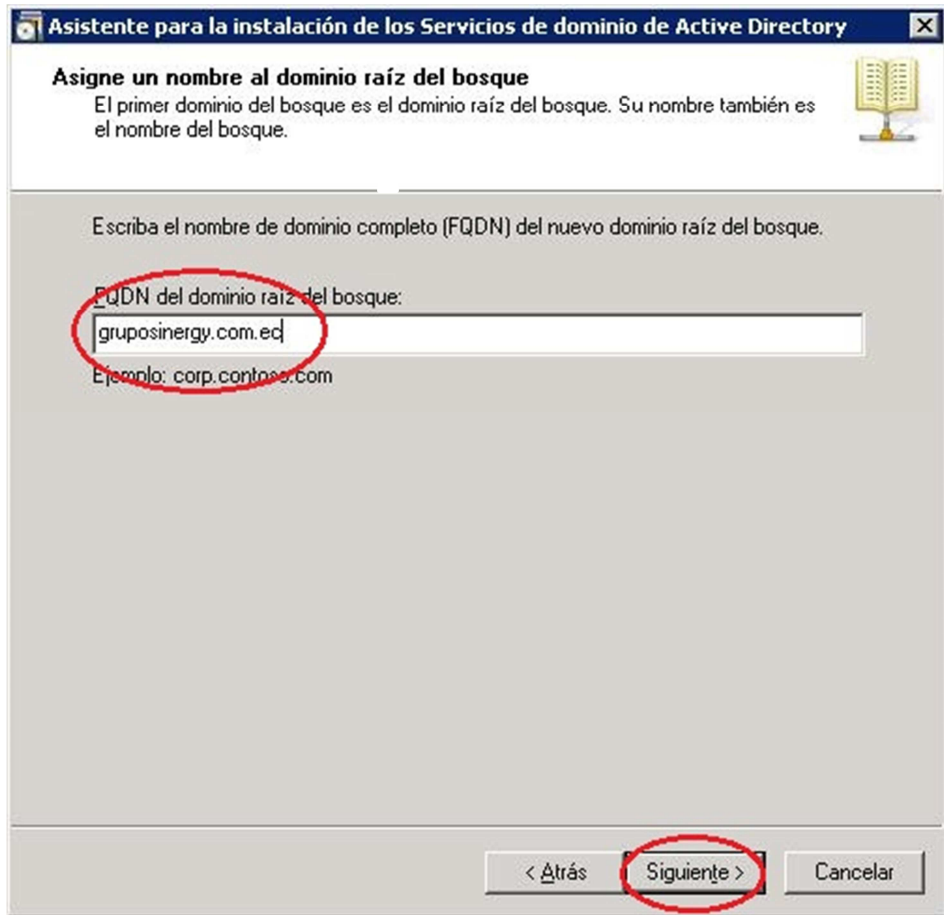 Asistente para la instalación de los Servicios de dominio de Active Directory
Asigne un nombre al dominio raíz del bosque
El primer dominio del bosque es el dominio raíz del bosque. Su nombre también es
el nombre del bosque.
Escriba el nombre de dominio completo (FQDN) del nuevo dominio raíz del bosque.
FQDN del dominio raíz del bosque:
gruposinergy.com.ec
Ejemplo: corp.contoso.com
< Atrás
Siguiente >
Cancelar